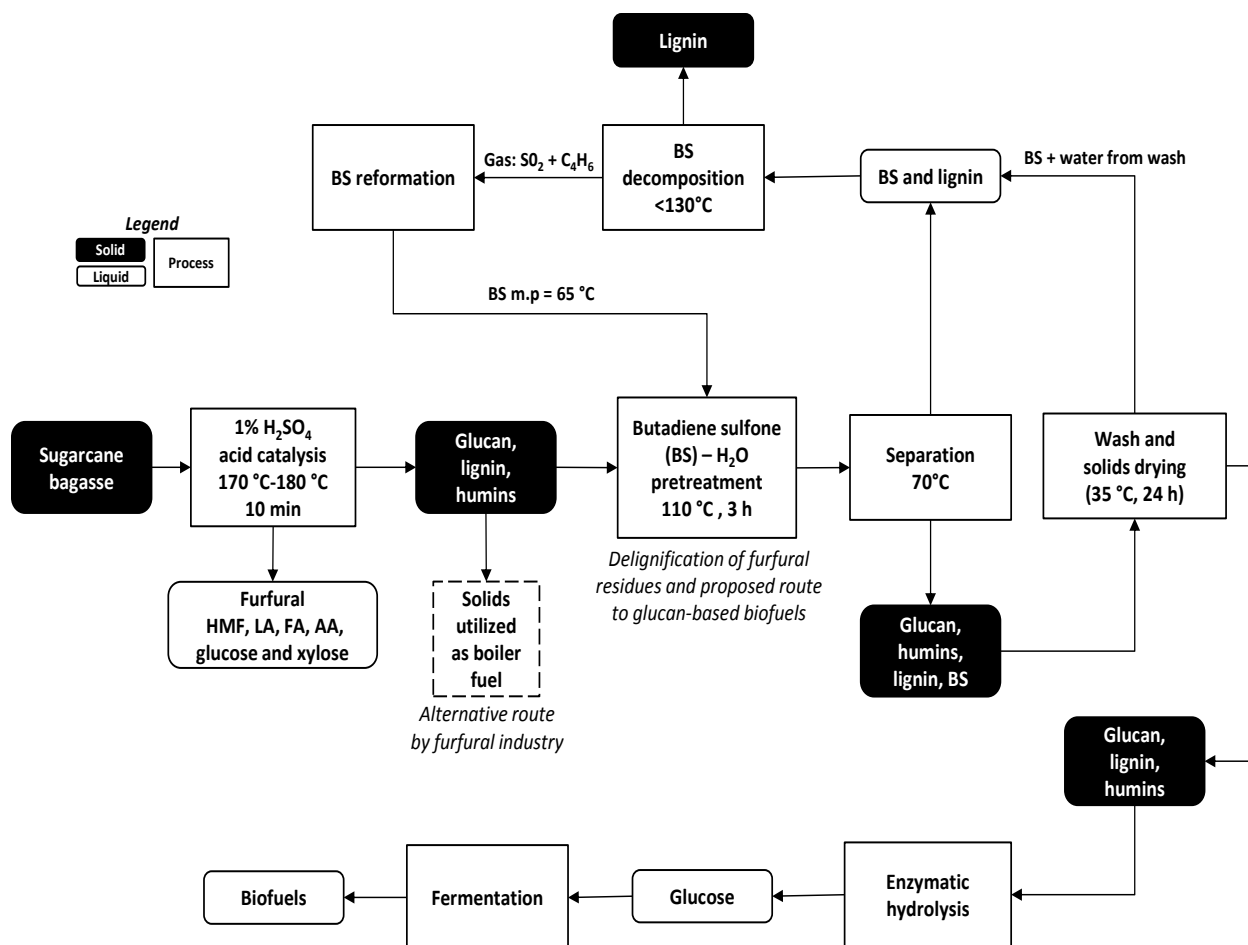 Lignin
BS reformation
Gas: S0₂ + C₄H₆
BS
decomposition
<130°C
BS and lignin
BS + water from wash
Legend
Solid
Liquid
Process
BS m.p = 65 °C
Sugarcane
bagasse
1% H₂SO₄
acid catalysis
170 °C-180 °C
10 min
Glucan,
lignin,
humins
Butadiene sulfone
(BS) – H₂O
pretreatment
110 °C , 3 h
Separation
70°C
Wash and
solids drying
(35 °C, 24 h)
Delignification of furfural
residues and proposed route
to glucan-based biofuels
Furfural
HMF, LA, FA, AA,
glucose and xylose
Solids
utilized
as boiler
fuel
Alternative route
by furfural industry
Glucan,
humins,
lignin, BS
Glucan,
lignin,
humins
Biofuels
Fermentation
Glucose
Enzymatic
hydrolysis